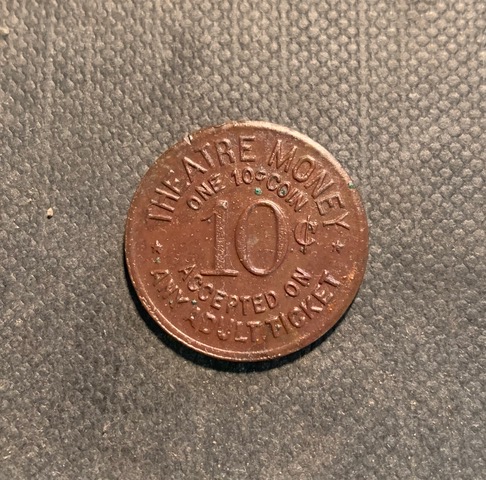 THEATRE MONEY
ONE 10¢ COIN
10¢
ACCEPTED ON
ANY ADULT TICKET